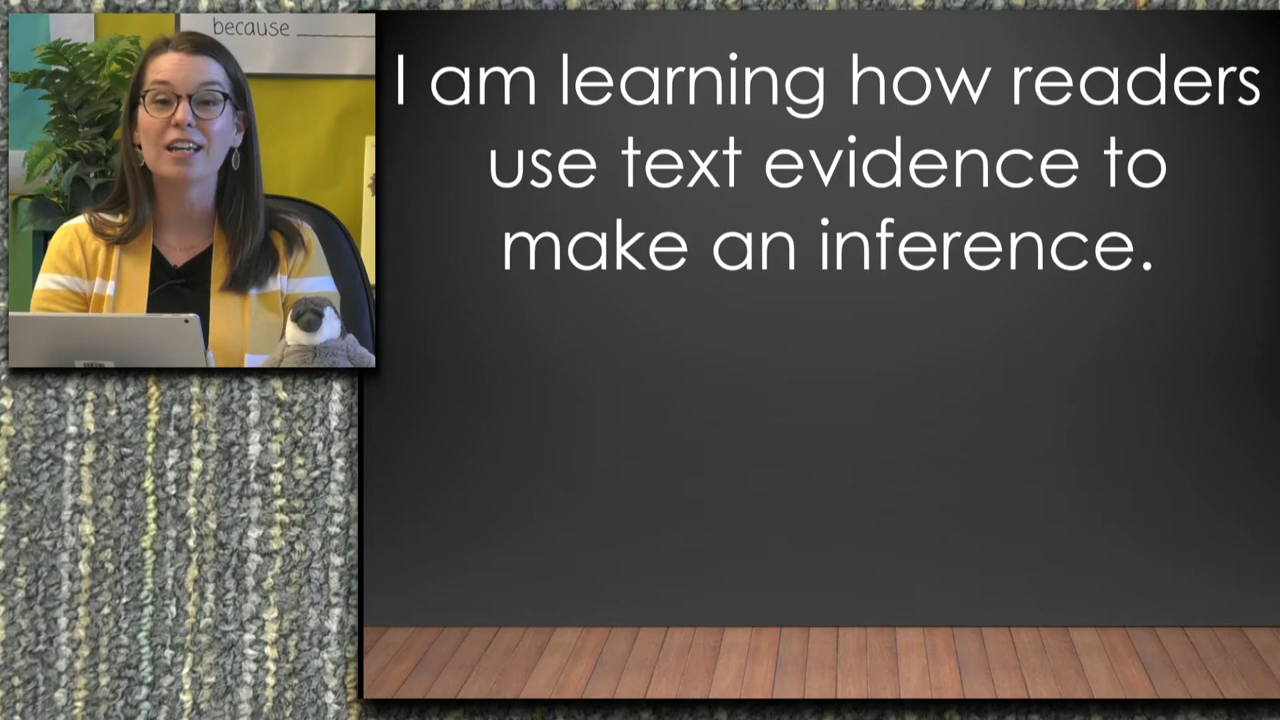 because
I am learning how readers
use text evidence to
make an inference.